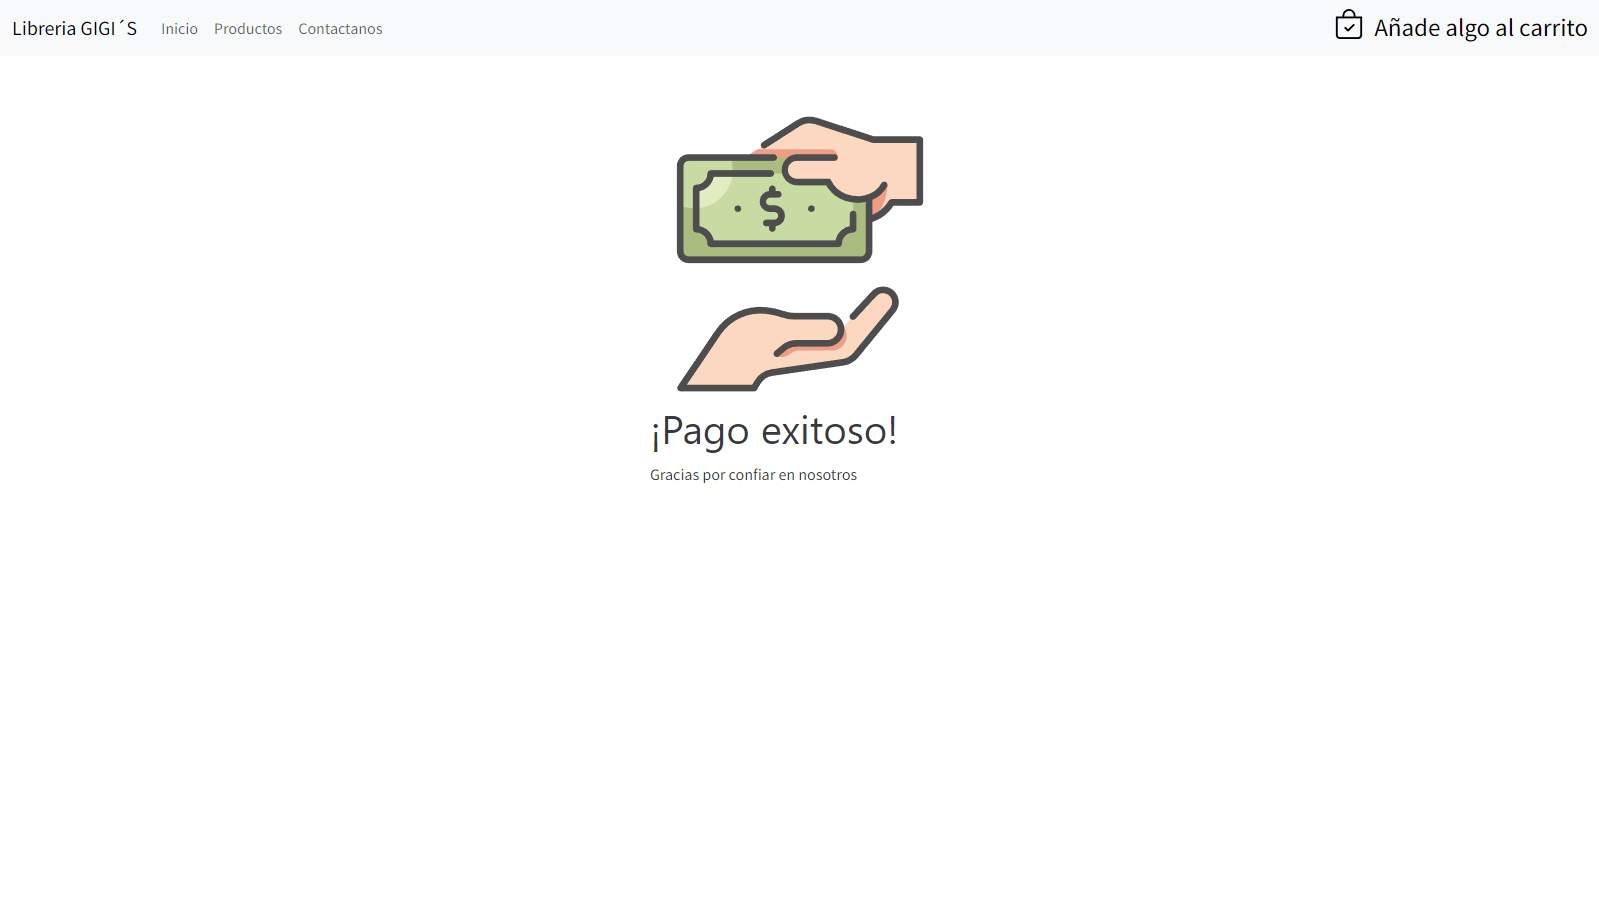 Libreria GIGI´S Inicio Productos Contactanos Añade algo al carrito
$
¡Pago exitoso!
Gracias por confiar en nosotros